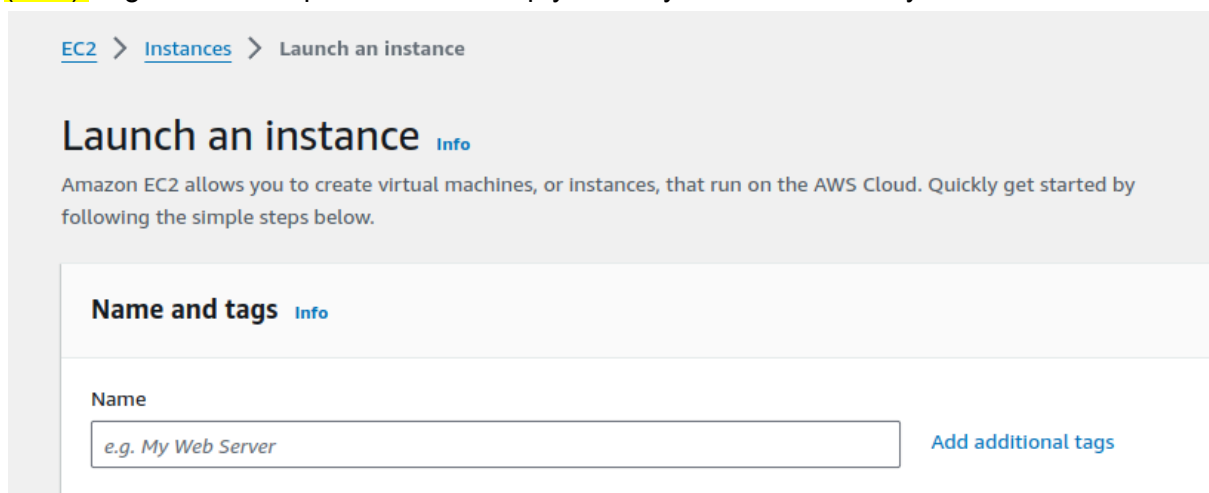 EC2 > Instances > Launch an instance
Launch an instance Info
Amazon EC2 allows you to create virtual machines, or instances, that run on the AWS Cloud. Quickly get started by
following the simple steps below.
Name and tags Info
Name
e.g. My Web Server Add additional tags